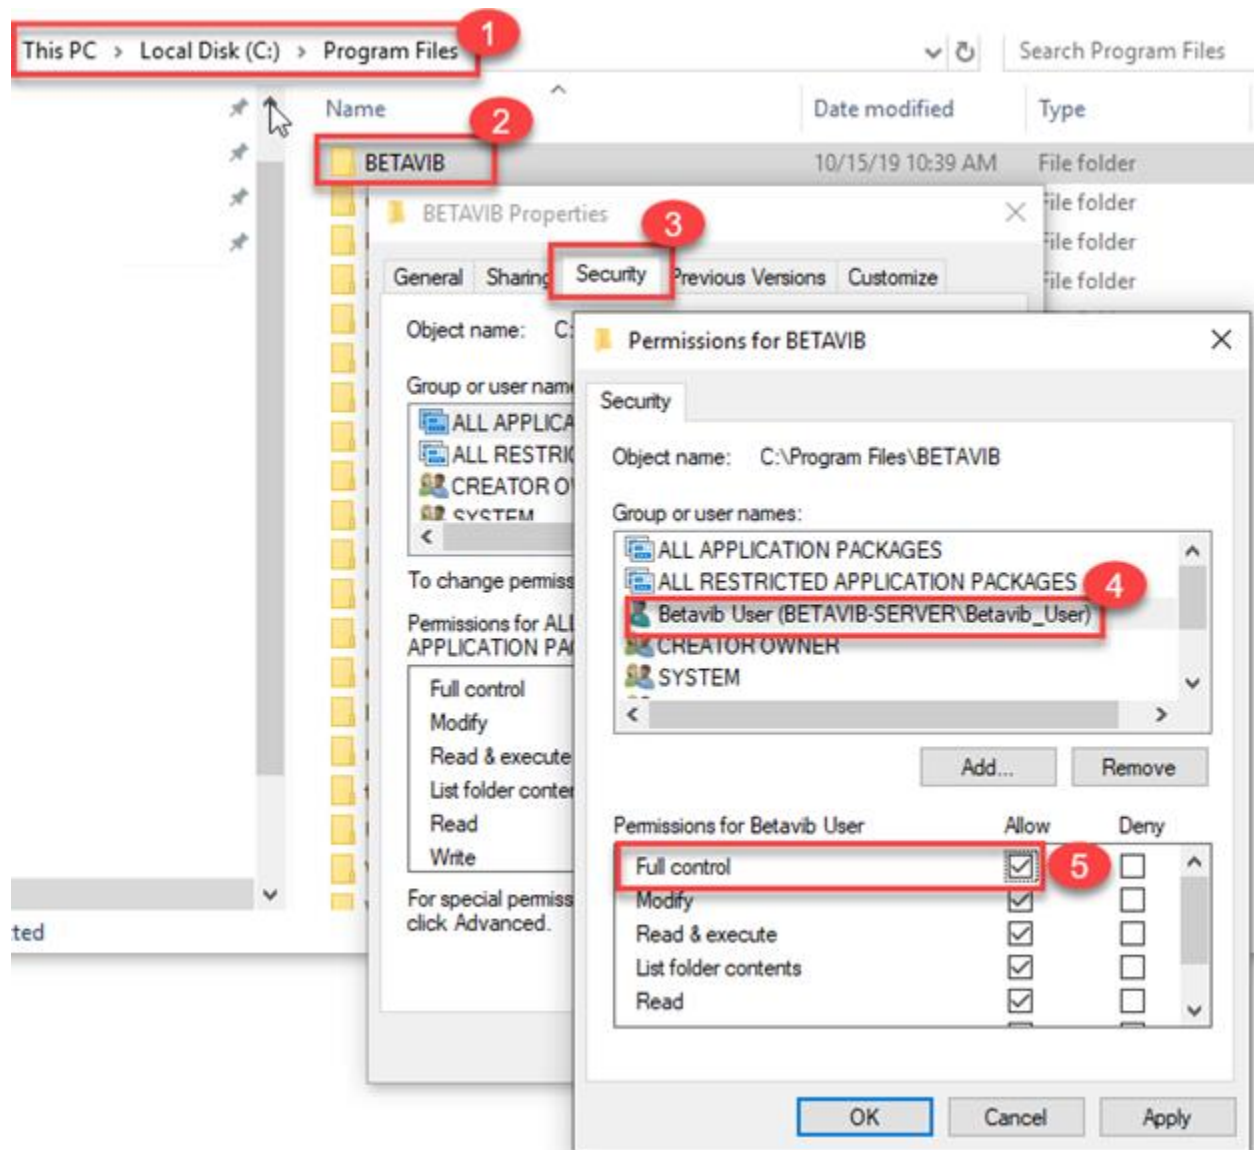 This PC > Local Disk (C:) > Program Files
1
Search Program Files
Name
Date modified
Type
2
BETAVIB
10/15/19 10:39 AM
File folder
BETAVIB Properties
File folder
3
File folder
General
Sharing
Security
Previous Versions
Customize
File folder
Object name: C:
Permissions for BETAVIB
Group or user name
Security
ALL APPLICA
ALL RESTRIC
CREATOR O
SYSTEM
Object name: C:\Program Files\BETAVIB
Group or user names:
ALL APPLICATION PACKAGES
ALL RESTRICTED APPLICATION PACKAGES
4
Betavib User (BETAVIB-SERVER\Betavib_User)
CREATOR OWNER
SYSTEM
To change permiss
Permissions for ALL
APPLICATION PA
Full control
Modify
Read & execute
List folder conten
Read
Write
For special permiss
click Advanced.
Add...
Remove
Permissions for Betavib User
Allow
Deny
Full control
5
Modify
Read & execute
List folder contents
Read
ted
OK
Cancel
Apply